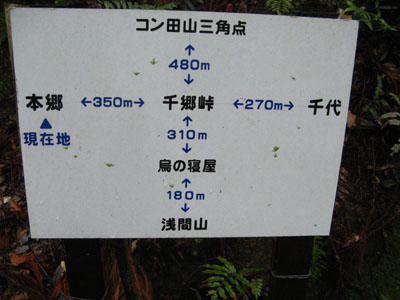 コン田山三角点
↑
480m
↓
本郷 ←350m→ 千郷峠 ←270m→ 千代
▲
現在地
↑
310m
↓
烏の寝屋
↑
180m
↓
浅間山